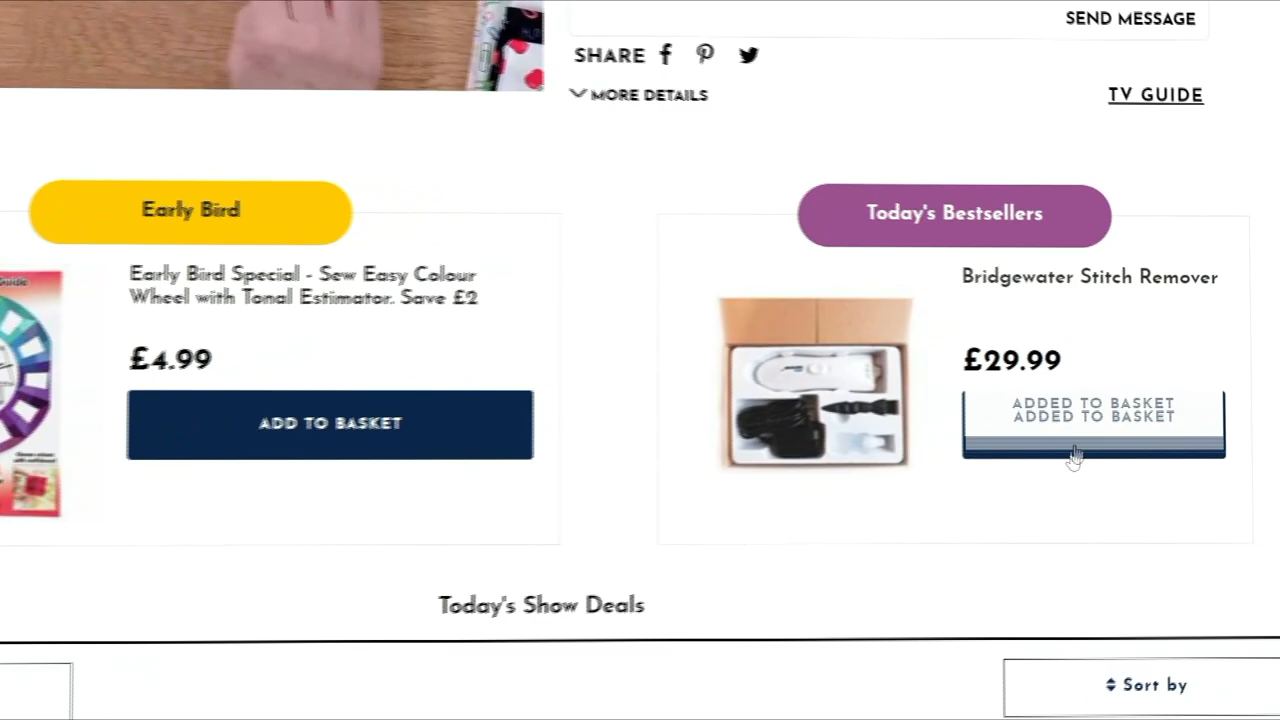 SEND MESSAGE
SHARE
MORE DETAILS
TV GUIDE
Early Bird
Early Bird Special - Sew Easy Colour
Wheel with Tonal Estimator. Save £2
£4.99
ADD TO BASKET
Today's Bestsellers
Bridgewater Stitch Remover
£29.99
ADDED TO BASKET
ADDED TO BASKET
Today's Show Deals
Sort by